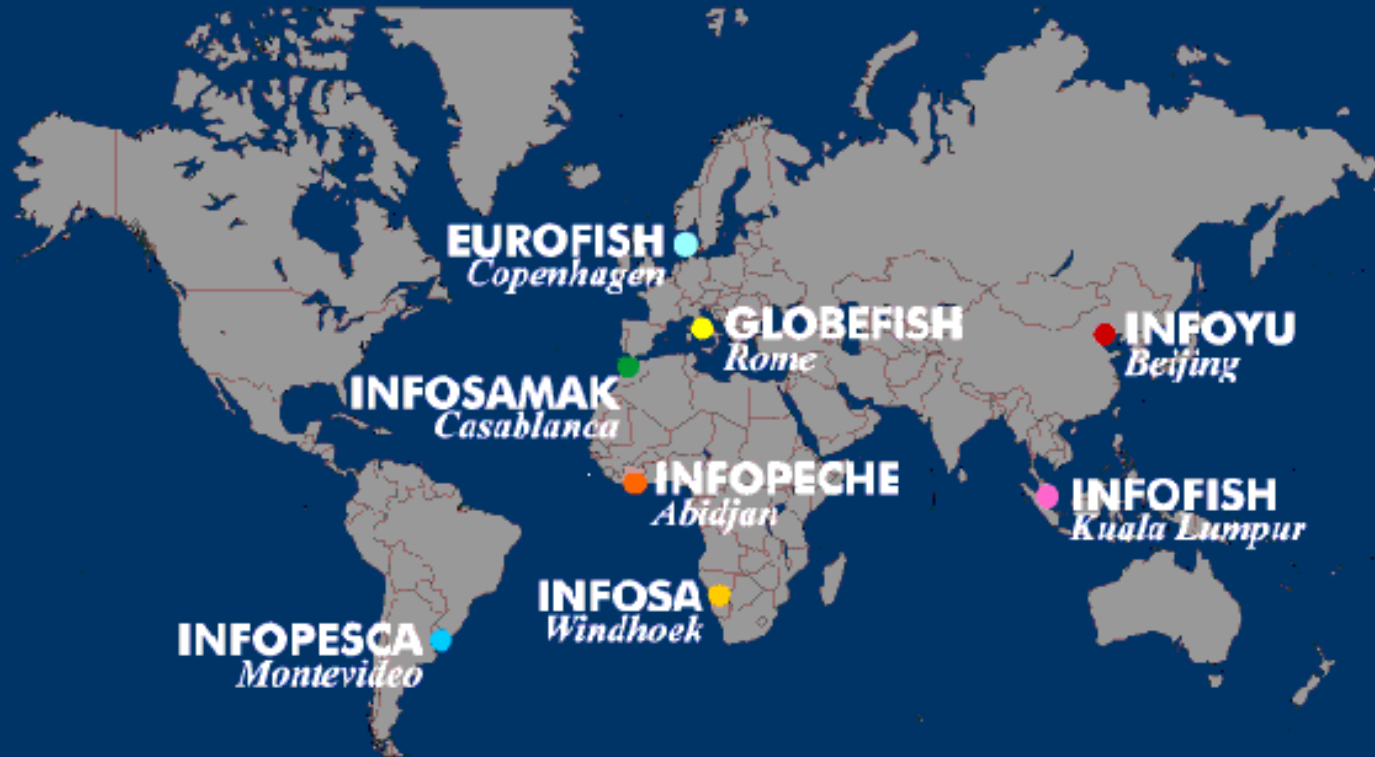 EUROFISH
Copenhagen
GLOBEFISH
Rome
INFOYU
Beijing
INFOSAMAK
Casablanca
INFOPECHE
Abidjan
INFOFISH
Kuala Lumpur
INFOSA
Windhoek
INFOPESCA
Montevideo